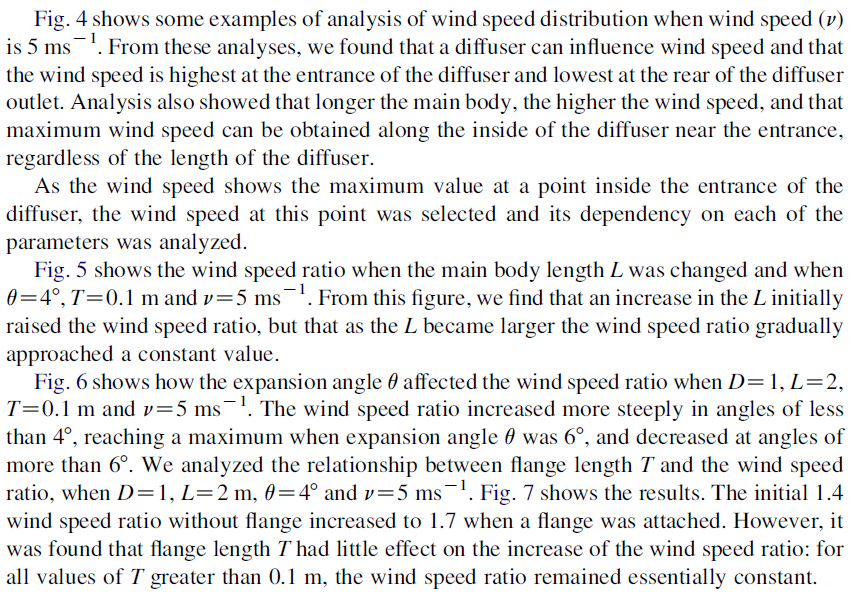 Fig. 4 shows some examples of analysis of wind speed distribution when wind speed (ν)
is 5 ms⁻¹. From these analyses, we found that a diffuser can influence wind speed and that
the wind speed is highest at the entrance of the diffuser and lowest at the rear of the diffuser
outlet. Analysis also showed that longer the main body, the higher the wind speed, and that
maximum wind speed can be obtained along the inside of the diffuser near the entrance,
regardless of the length of the diffuser.
As the wind speed shows the maximum value at a point inside the entrance of the
diffuser, the wind speed at this point was selected and its dependency on each of the
parameters was analyzed.
Fig. 5 shows the wind speed ratio when the main body length L was changed and when
θ=4°, T=0.1 m and ν=5 ms⁻¹. From this figure, we find that an increase in the L initially
raised the wind speed ratio, but that as the L became larger the wind speed ratio gradually
approached a constant value.
Fig. 6 shows how the expansion angle θ affected the wind speed ratio when D=1, L=2,
T=0.1 m and ν=5 ms⁻¹. The wind speed ratio increased more steeply in angles of less
than 4°, reaching a maximum when expansion angle θ was 6°, and decreased at angles of
more than 6°. We analyzed the relationship between flange length T and the wind speed
ratio, when D=1, L=2 m, θ=4° and ν=5 ms⁻¹. Fig. 7 shows the results. The initial 1.4
wind speed ratio without flange increased to 1.7 when a flange was attached. However, it
was found that flange length T had little effect on the increase of the wind speed ratio: for
all values of T greater than 0.1 m, the wind speed ratio remained essentially constant.